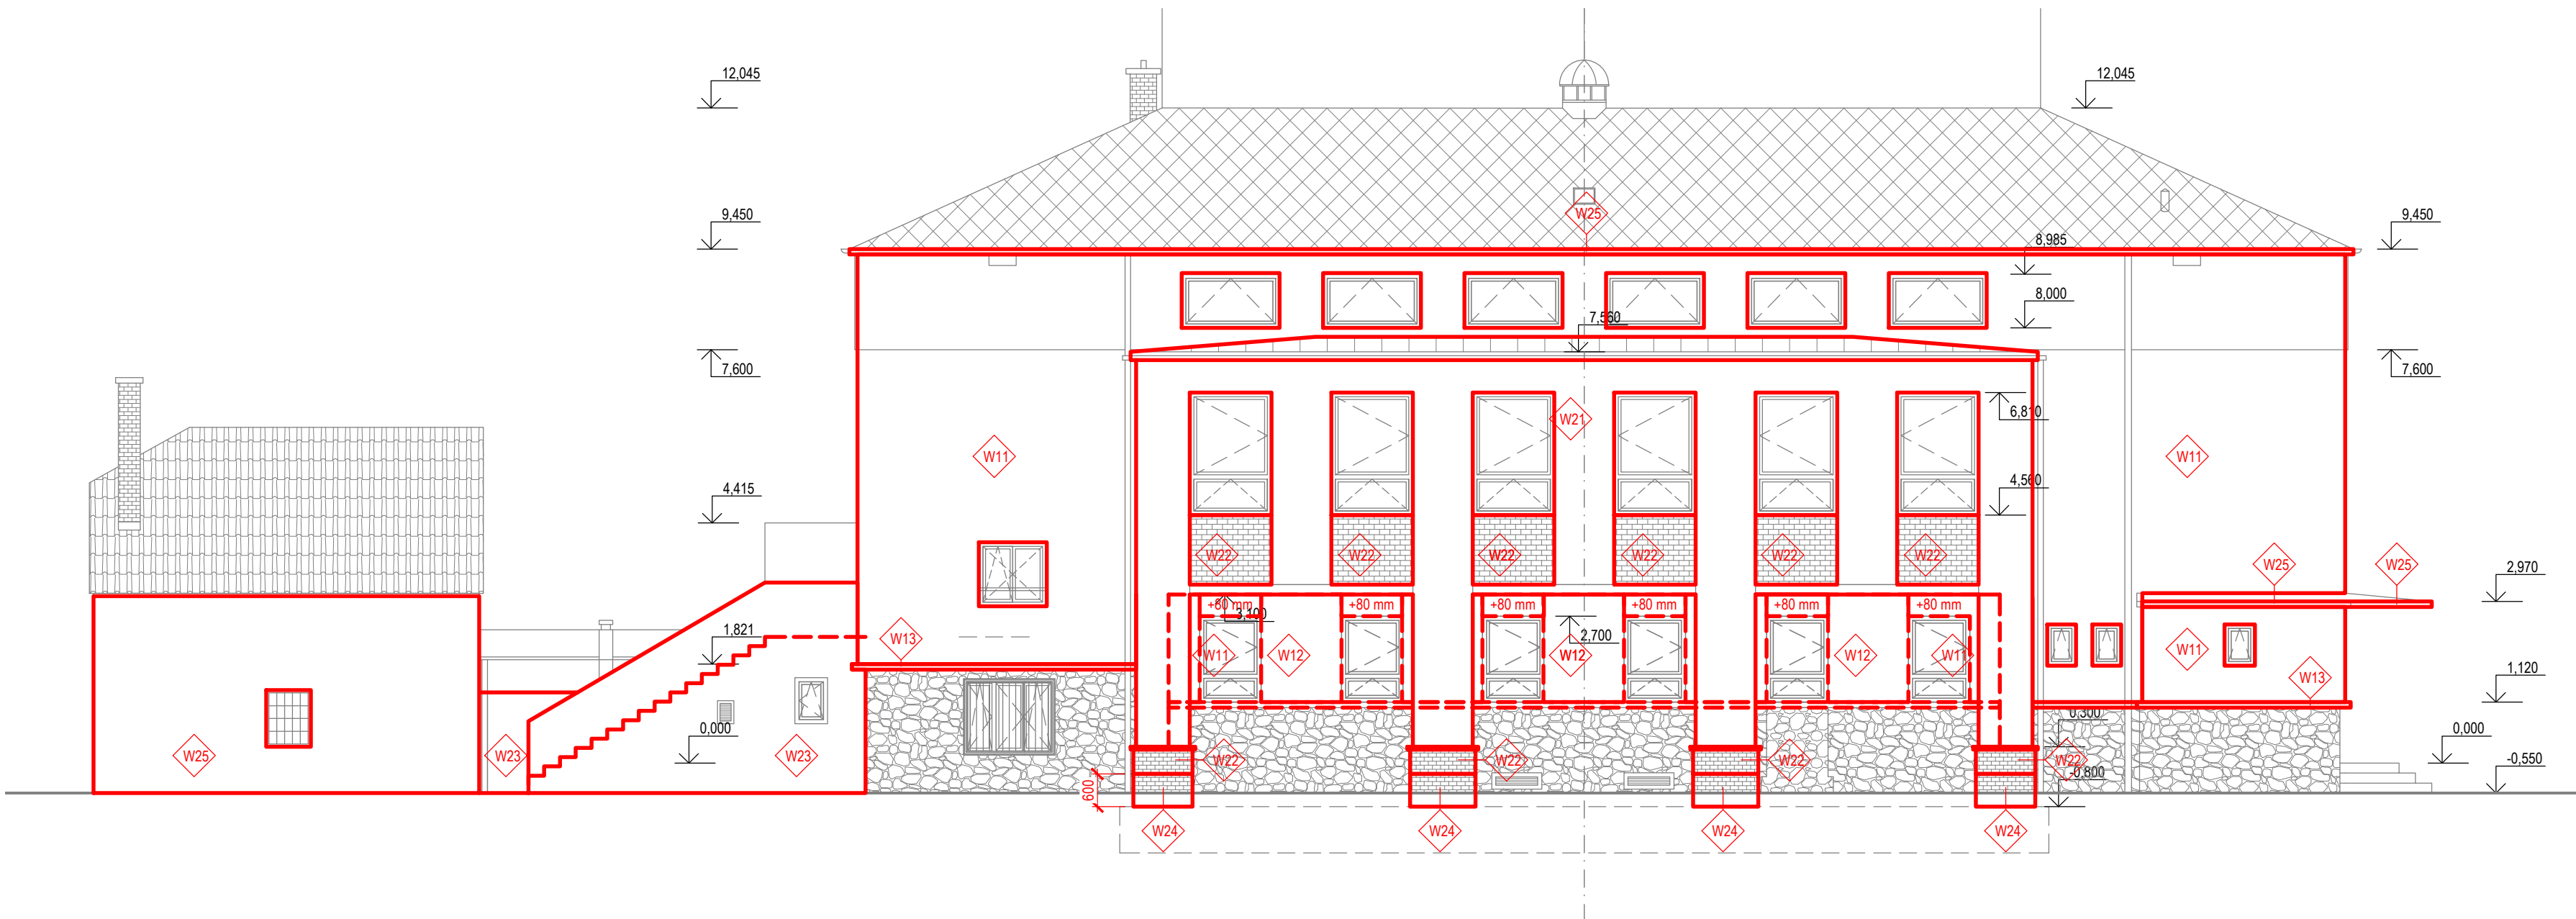 12,045
12,045
9,450
W25
9,450
8,985
8,000
7,560
7,600
7,600
W21
6,810
W11
W11
4,415
4,560
W22
W22
W22
W22
W22
W22
W25
W25
2,970
+80 mm
+80 mm
+80 mm
+80 mm
+80 mm
+80 mm
3,100
1,821
W13
2,700
W11
W12
W12
W12
W11
W11
1,120
W13
0,300
0,000
0,000
W25
W23
W23
W22
W22
W22
W22
-0,550
-0,800
600
W24
W24
W24
W24